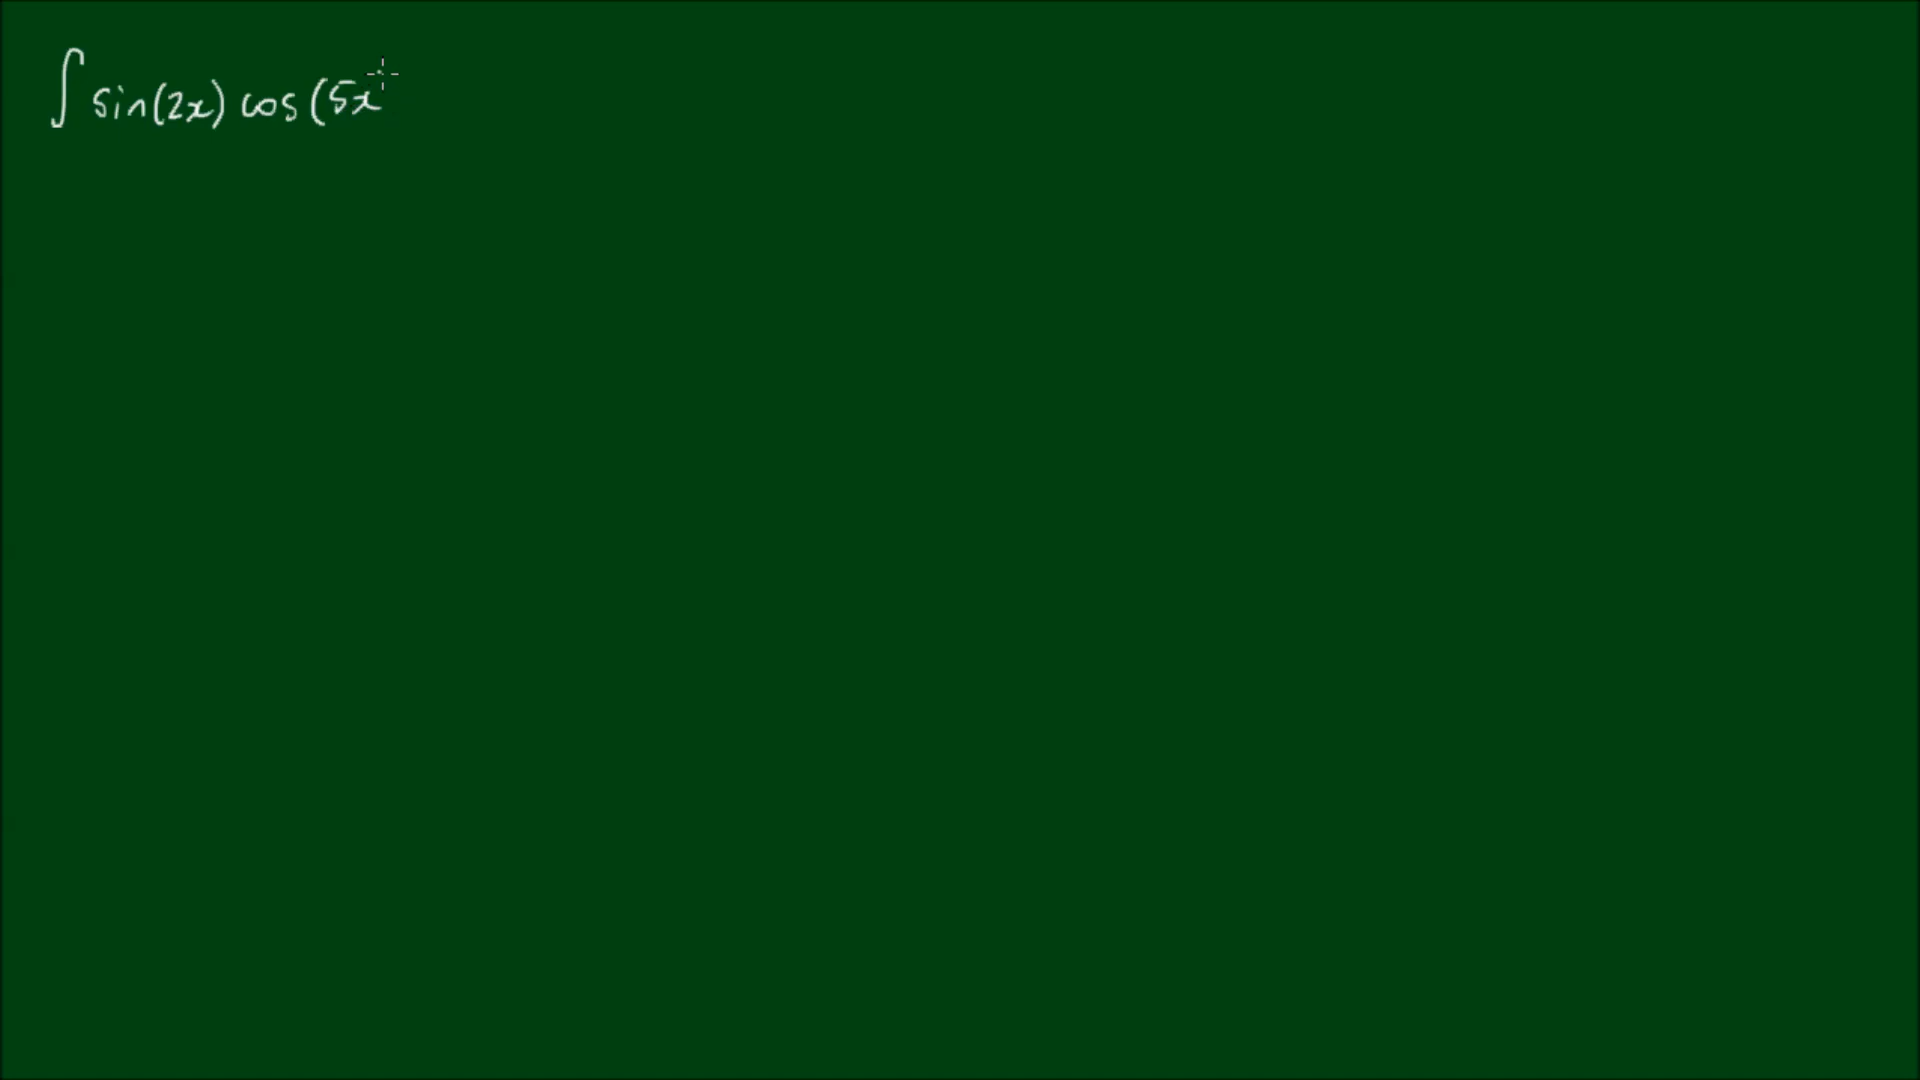 ∫ sin(2x) cos(5x